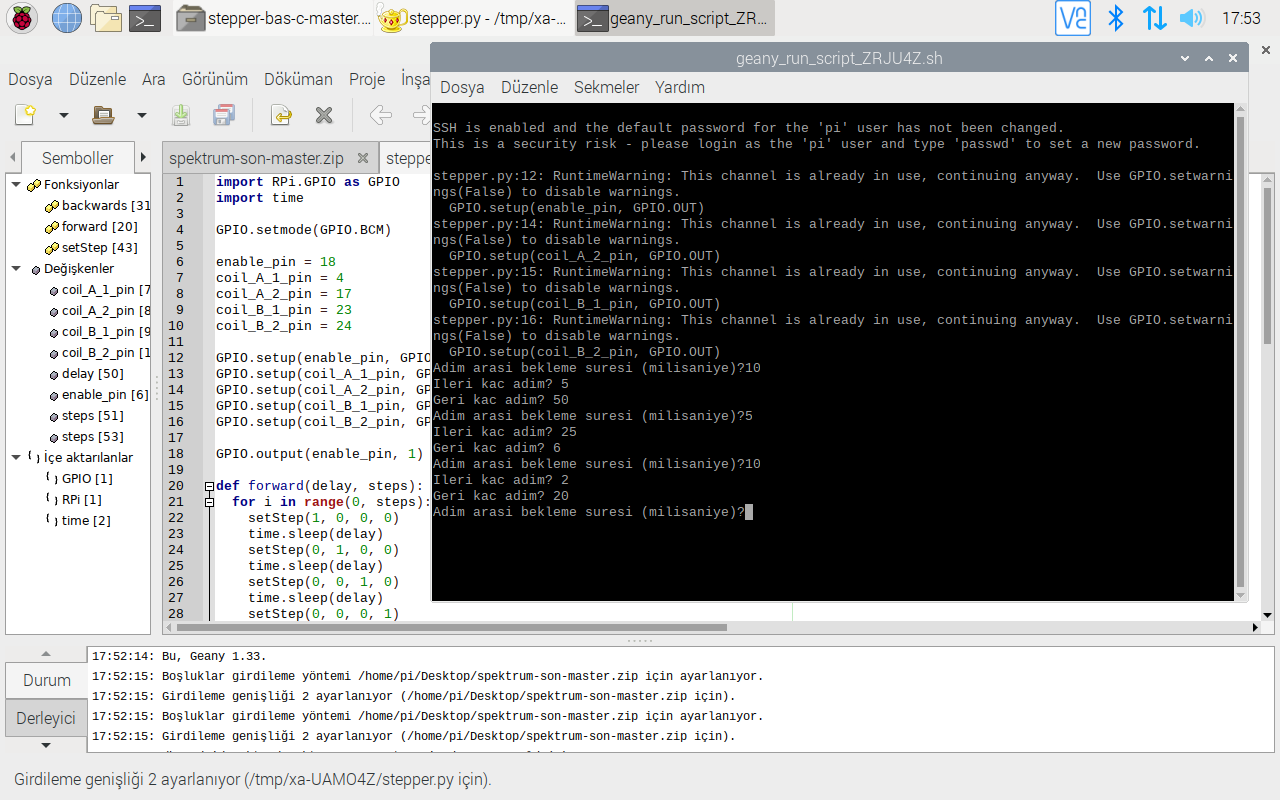 stepper-bas-c-master....
stepper.py - /tmp/xa-...
geany_run_script_ZR...
17:53
geany_run_script_ZRJU4Z.sh
Dosya Düzenle Ara Görünüm Döküman Proje İnşa
Dosya Düzenle Sekmeler Yardım
Semboller
spektrum-son-master.zip
steppe
Fonksiyonlar
backwards [31
forward [20]
setStep [43]
Değişkenler
coil_A_1_pin [7
coil_A_2_pin [8
coil_B_1_pin [9
coil_B_2_pin [1
delay [50]
enable_pin [6]
steps [51]
steps [53]
İçe aktarılanlar
GPIO [1]
RPi [1]
time [2]
1 import RPi.GPIO as GPIO
2 import time
3
4 GPIO.setmode(GPIO.BCM)
5
6 enable_pin = 18
7 coil_A_1_pin = 4
8 coil_A_2_pin = 17
9 coil_B_1_pin = 23
10 coil_B_2_pin = 24
11
12 GPIO.setup(enable_pin, GPIO
13 GPIO.setup(coil_A_1_pin, GP
14 GPIO.setup(coil_A_2_pin, GP
15 GPIO.setup(coil_B_1_pin, GP
16 GPIO.setup(coil_B_2_pin, GP
17
18 GPIO.output(enable_pin, 1)
19
20 def forward(delay, steps):
21 for i in range(0, steps):
22 setStep(1, 0, 0, 0)
23 time.sleep(delay)
24 setStep(0, 1, 0, 0)
25 time.sleep(delay)
26 setStep(0, 0, 1, 0)
27 time.sleep(delay)
28 setStep(0, 0, 0, 1)
SSH is enabled and the default password for the 'pi' user has not been changed.
This is a security risk - please login as the 'pi' user and type 'passwd' to set a new password.
stepper.py:12: RuntimeWarning: This channel is already in use, continuing anyway.  Use GPIO.setwarni
ngs(False) to disable warnings.
GPIO.setup(enable_pin, GPIO.OUT)
stepper.py:14: RuntimeWarning: This channel is already in use, continuing anyway.  Use GPIO.setwarni
ngs(False) to disable warnings.
GPIO.setup(coil_A_2_pin, GPIO.OUT)
stepper.py:15: RuntimeWarning: This channel is already in use, continuing anyway.  Use GPIO.setwarni
ngs(False) to disable warnings.
GPIO.setup(coil_B_1_pin, GPIO.OUT)
stepper.py:16: RuntimeWarning: This channel is already in use, continuing anyway.  Use GPIO.setwarni
ngs(False) to disable warnings.
GPIO.setup(coil_B_2_pin, GPIO.OUT)
Adim arasi bekleme suresi (milisaniye)?10
Ileri kac adim? 5
Geri kac adim? 50
Adim arasi bekleme suresi (milisaniye)?5
Ileri kac adim? 25
Geri kac adim? 6
Adim arasi bekleme suresi (milisaniye)?10
Ileri kac adim? 2
Geri kac adim? 20
Adim arasi bekleme suresi (milisaniye)?
Durum
Derleyici
17:52:14: Bu, Geany 1.33.
17:52:15: Boşluklar girdileme yöntemi /home/pi/Desktop/spektrum-son-master.zip için ayarlanıyor.
17:52:15: Girdileme genişliği 2 ayarlanıyor (/home/pi/Desktop/spektrum-son-master.zip için).
17:52:15: Boşluklar girdileme yöntemi /home/pi/Desktop/spektrum-son-master.zip için ayarlanıyor.
17:52:15: Girdileme genişliği 2 ayarlanıyor (/home/pi/Desktop/spektrum-son-master.zip için).
Girdileme genişliği 2 ayarlanıyor (/tmp/xa-UAMO4Z/stepper.py için).